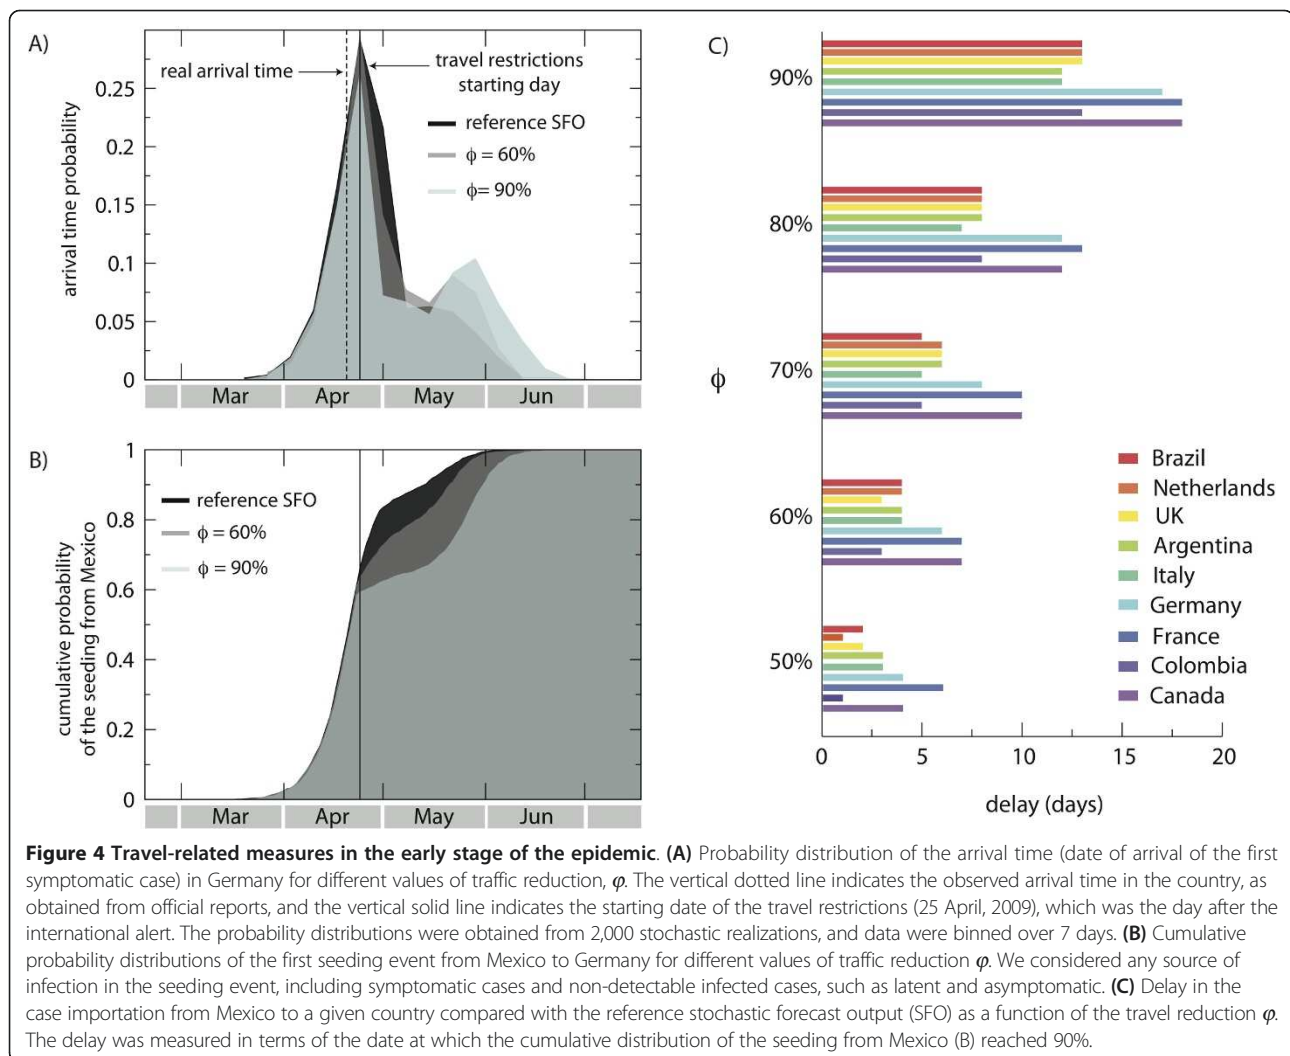 A)
real arrival time
travel restrictions
starting day
reference SFO
ϕ = 60%
ϕ= 90%
arrival time probability
0.25
0.2
0.15
0.1
0.05
0
Mar
Apr
May
Jun
B)
reference SFO
ϕ = 60%
ϕ = 90%
cumulative probability
of the seeding from Mexico
1
0.8
0.6
0.4
0.2
0
Mar
Apr
May
Jun
C)
90%
80%
70%
ϕ
60%
50%
Brazil
Netherlands
UK
Argentina
Italy
Germany
France
Colombia
Canada
0
5
10
15
20
delay (days)
Figure 4 Travel-related measures in the early stage of the epidemic. (A) Probability distribution of the arrival time (date of arrival of the first
symptomatic case) in Germany for different values of traffic reduction, φ. The vertical dotted line indicates the observed arrival time in the country, as
obtained from official reports, and the vertical solid line indicates the starting date of the travel restrictions (25 April, 2009), which was the day after the
international alert. The probability distributions were obtained from 2,000 stochastic realizations, and data were binned over 7 days. (B) Cumulative
probability distributions of the first seeding event from Mexico to Germany for different values of traffic reduction φ. We considered any source of
infection in the seeding event, including symptomatic cases and non-detectable infected cases, such as latent and asymptomatic. (C) Delay in the
case importation from Mexico to a given country compared with the reference stochastic forecast output (SFO) as a function of the travel reduction φ.
The delay was measured in terms of the date at which the cumulative distribution of the seeding from Mexico (B) reached 90%.